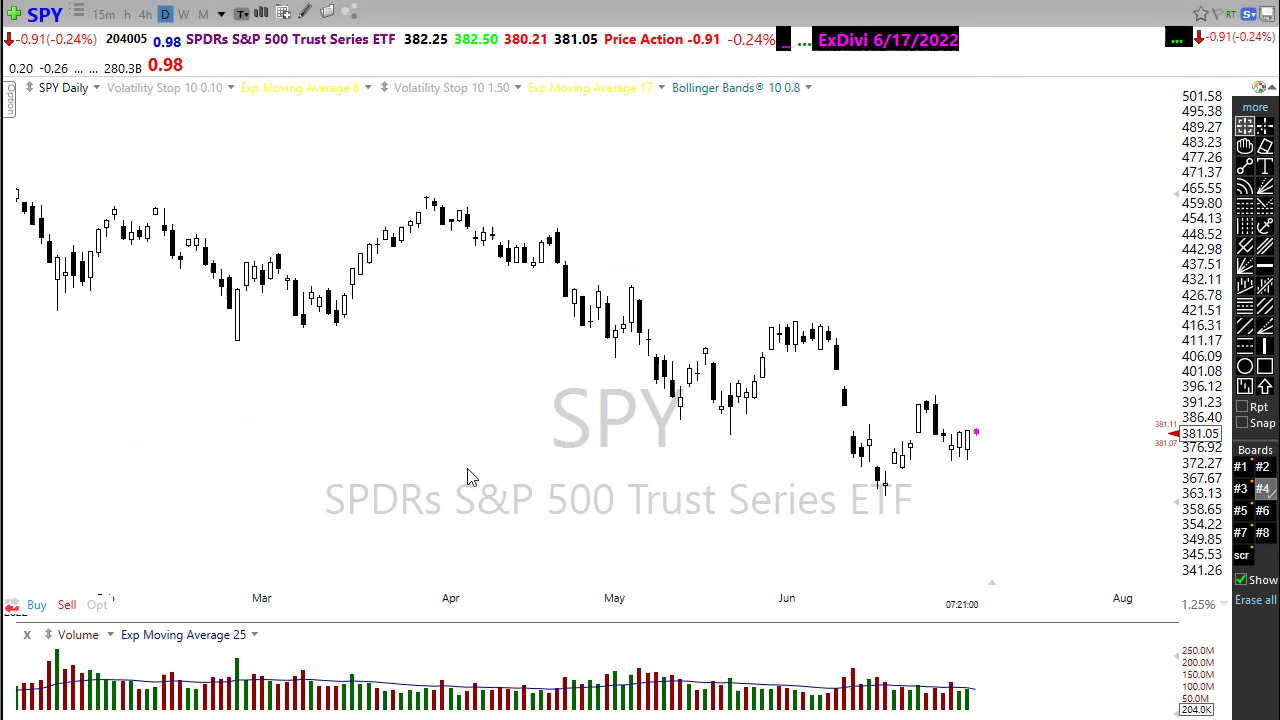 SPY 15m h 4h D W M T RT S
-0.91(-0.24%) 204005 0.98 SPDRs S&P 500 Trust Series ETF 382.25 382.50 380.21 381.05 Price Action -0.91 -0.24% ... ... ExDivi 6/17/2022 ... -0.91(-0.24%)
0.20 -0.26 ... ... 280.3B 0.98
SPY Daily Volatility Stop 10 0.10 Exp Moving Average 8 Volatility Stop 10 1.50 Exp Moving Average 17 Bollinger Bands® 10 0.8
Option
501.58
495.38
489.27
483.23
477.26
471.37
465.55
459.80
454.13
448.52
442.98
437.51
432.11
426.78
421.51
416.31
411.17
406.09
401.08
396.12
391.23
386.40
381.11
381.05
381.07
376.92
372.27
367.67
363.13
358.65
354.22
349.85
345.53
341.26
1.25%
SPY
SPDRs S&P 500 Trust Series ETF
Mar Apr May Jun 07:21:00 Aug
Buy Sell Opt
X Volume Exp Moving Average 25
250.0M
200.0M
150.0M
100.0M
50.0M
204.0K
more
T
Rpt
Snap
Boards
#1 #2
#3 #4
#5 #6
#7 #8
scr
Show
Erase all